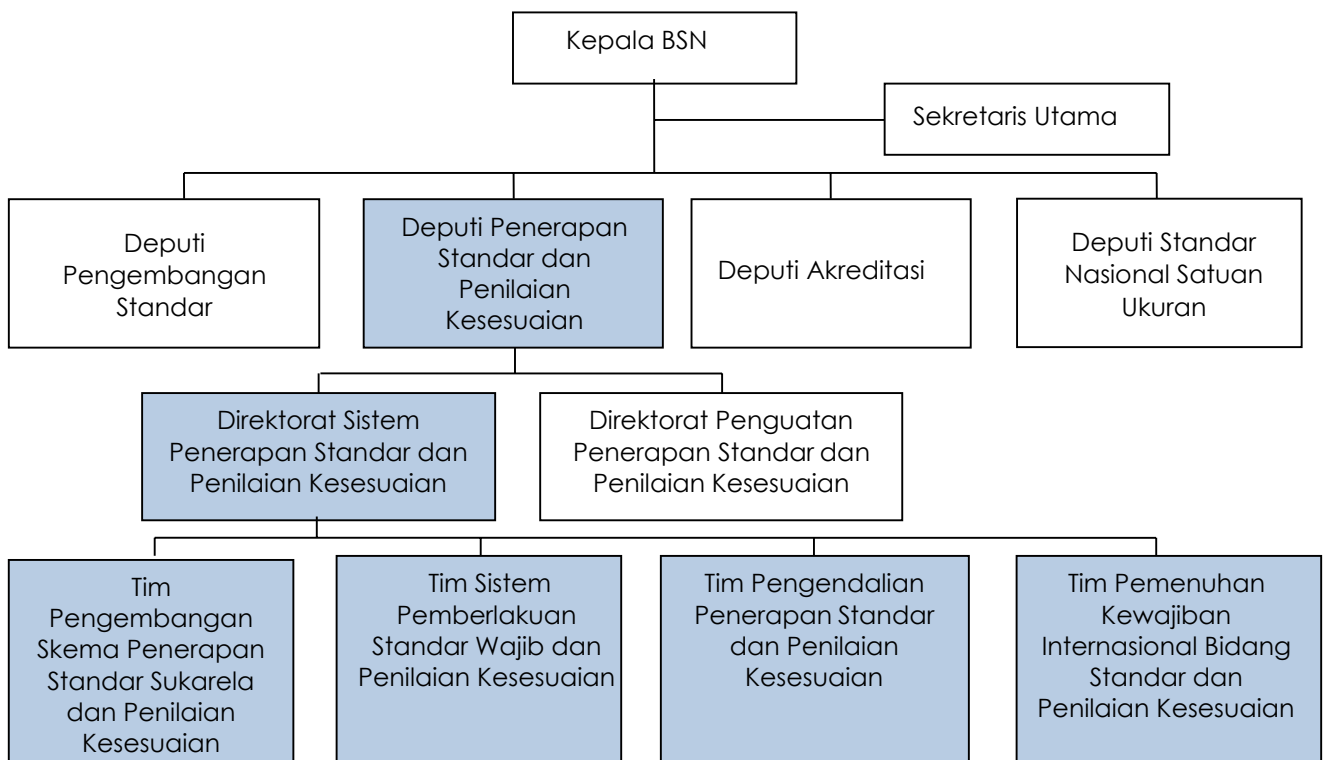 Kepala BSN
Sekretaris Utama
Deputi
Pengembangan
Standar
Deputi Penerapan
Standar dan
Penilaian
Kesesuaian
Deputi Akreditasi
Deputi Standar
Nasional Satuan
Ukuran
Direktorat Sistem
Penerapan Standar dan
Penilaian Kesesuaian
Direktorat Penguatan
Penerapan Standar dan
Penilaian Kesesuaian
Tim
Pengembangan
Skema Penerapan
Standar Sukarela
dan Penilaian
Kesesuaian
Tim Sistem
Pemberlakuan
Standar Wajib dan
Penilaian Kesesuaian
Tim Pengendalian
Penerapan Standar
dan Penilaian
Kesesuaian
Tim Pemenuhan
Kewajiban
Internasional Bidang
Standar dan
Penilaian Kesesuaian